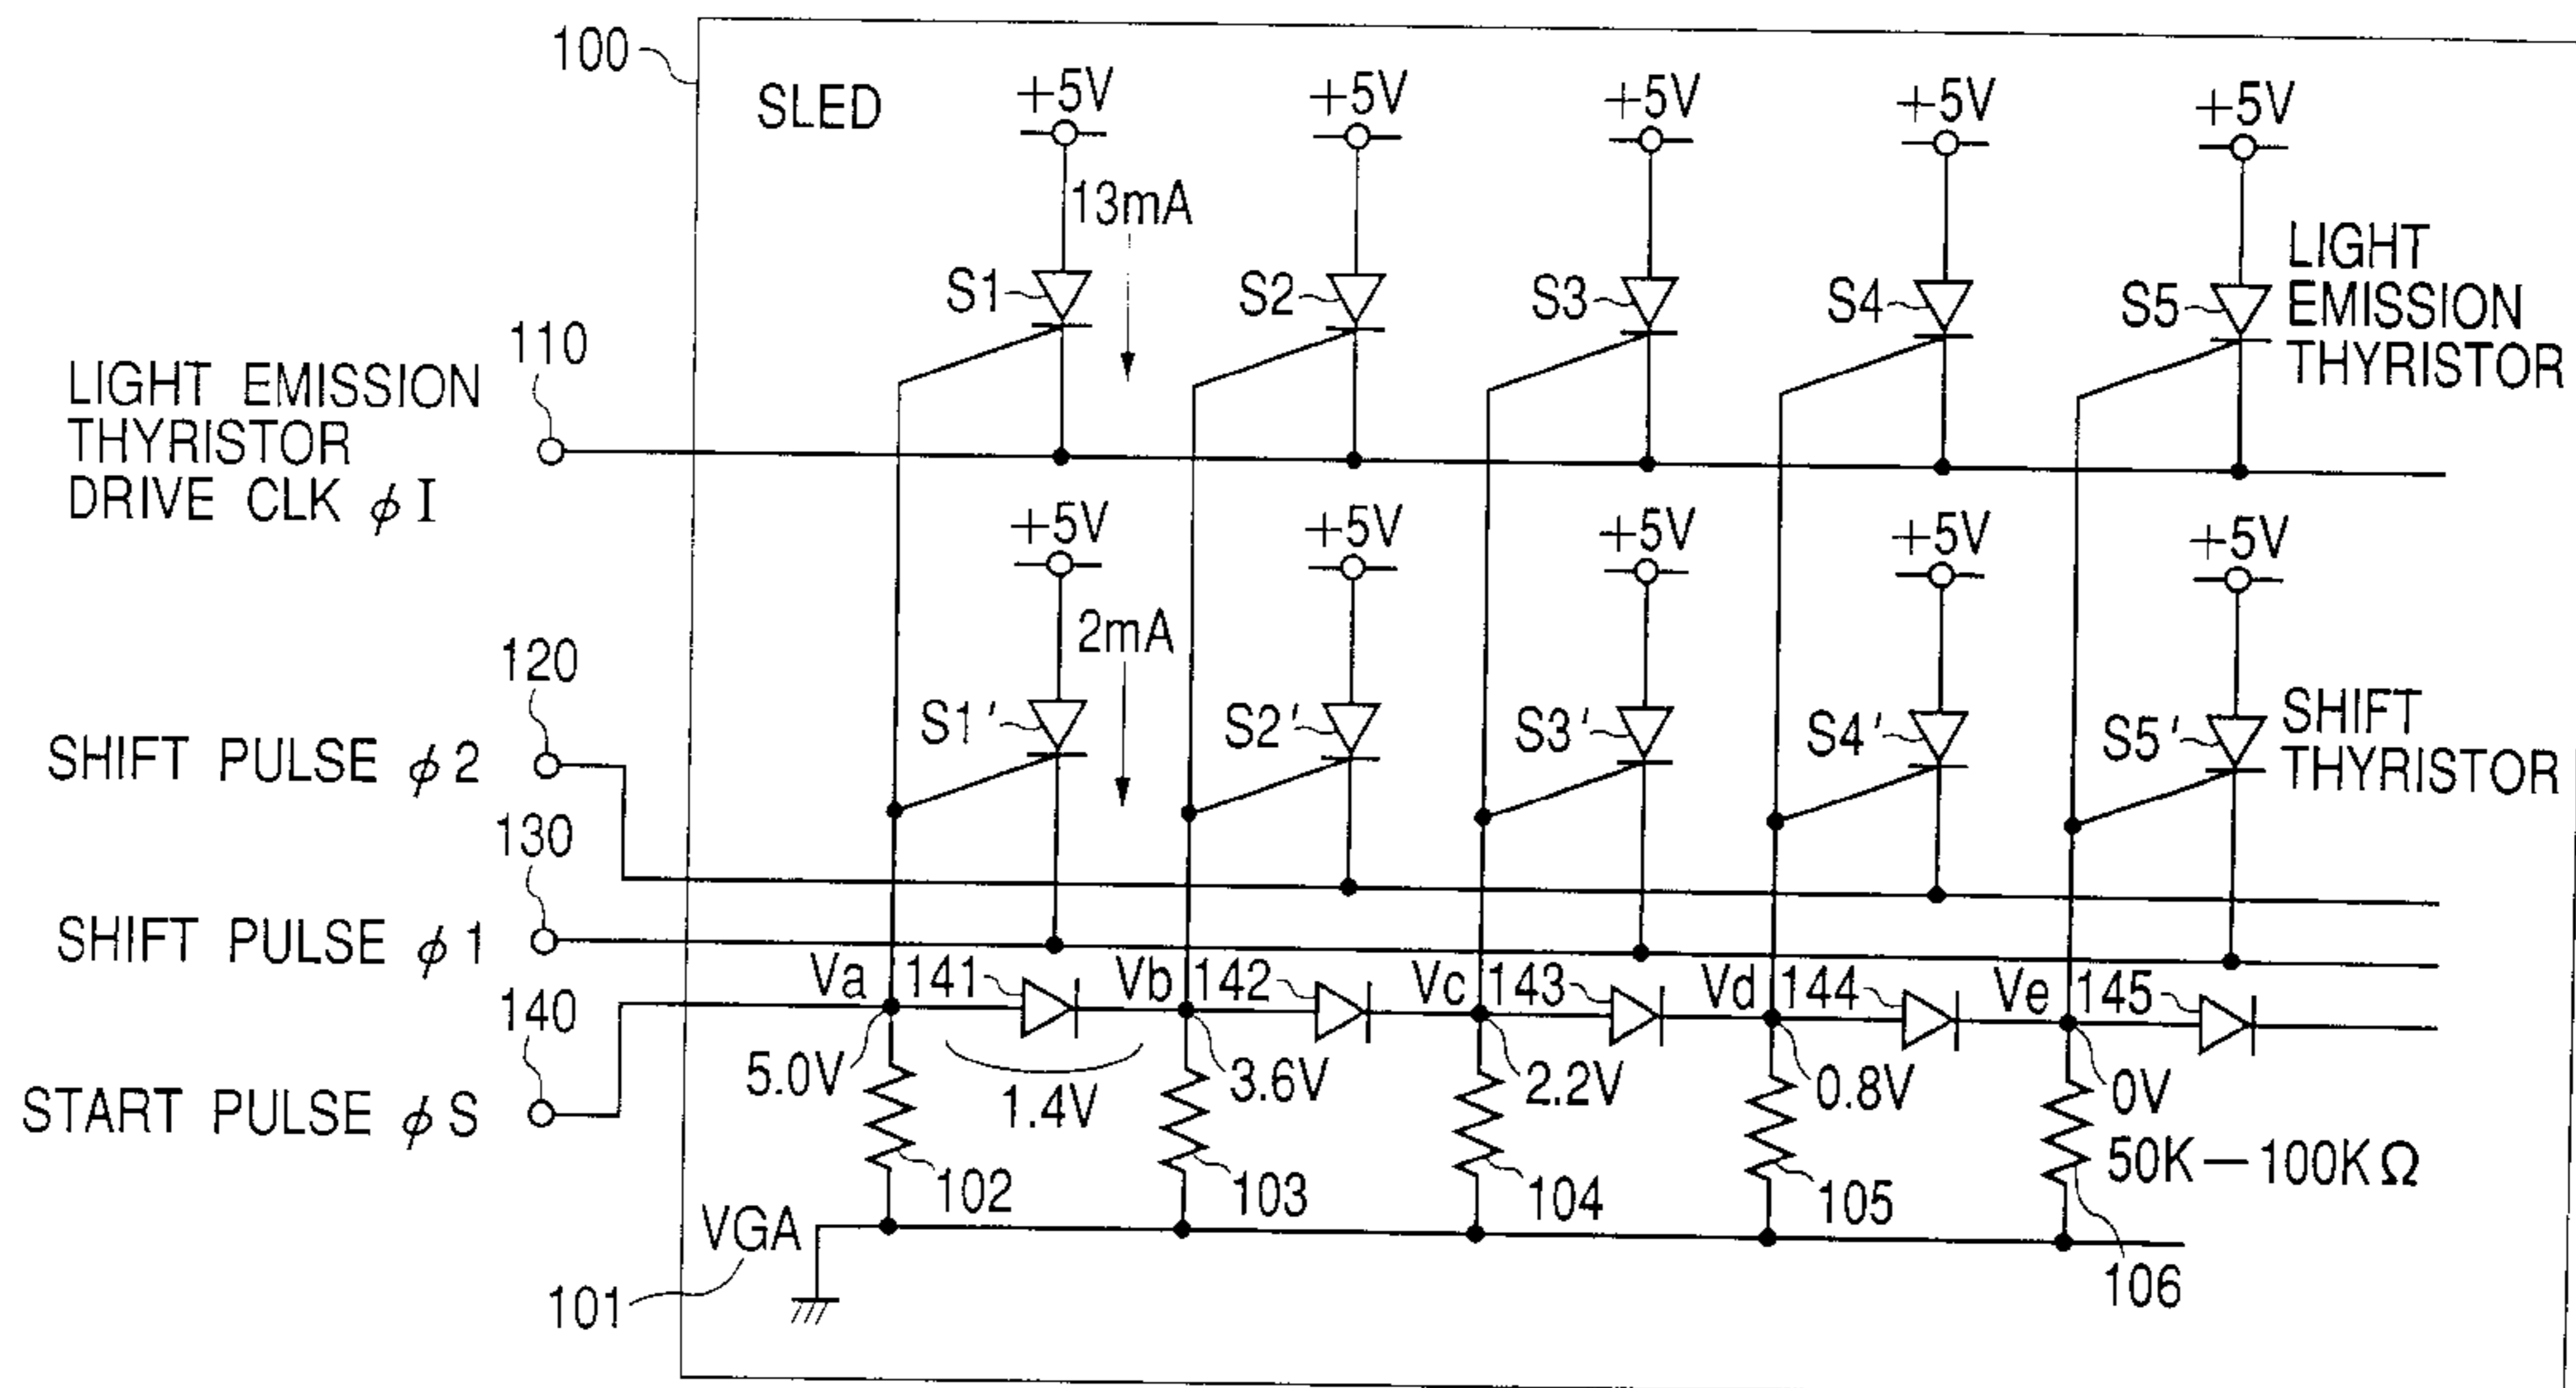 100
SLED
+5V +5V +5V +5V +5V
13mA
S1 S2 S3 S4 S5
LIGHT
EMISSION
THYRISTOR
110
LIGHT EMISSION
THYRISTOR
DRIVE CLK φI
+5V +5V +5V +5V +5V
2mA
S1' S2' S3' S4' S5'
SHIFT
THYRISTOR
120
SHIFT PULSE φ2
130
SHIFT PULSE φ1
Va 141 Vb 142 Vc 143 Vd 144 Ve 145
140
START PULSE φS
5.0V 1.4V 3.6V 2.2V 0.8V 0V
50K—100KΩ
102 103 104 105 106
VGA
101